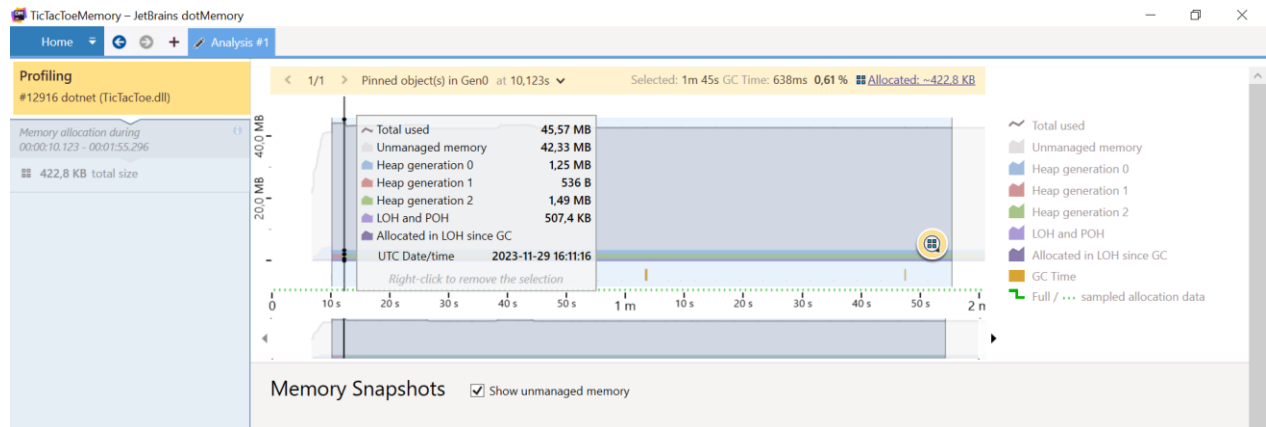 TicTacToeMemory – JetBrains dotMemory
Home
Analysis #1
Profiling
#12916 dotnet (TicTacToe.dll)
Memory allocation during
00:00:10.123 - 00:01:55.296
422,8 KB total size
1/1 Pinned object(s) in Gen0 at 10,123s Selected: 1m 45s GC Time: 638ms 0,61 % Allocated: ~422,8 KB
40,0 MB
20,0 MB
Total used 45,57 MB
Unmanaged memory 42,33 MB
Heap generation 0 1,25 MB
Heap generation 1 536 B
Heap generation 2 1,49 MB
LOH and POH 507,4 KB
Allocated in LOH since GC
UTC Date/time 2023-11-29 16:11:16
Right-click to remove the selection
Total used
Unmanaged memory
Heap generation 0
Heap generation 1
Heap generation 2
LOH and POH
Allocated in LOH since GC
GC Time
Full / ... sampled allocation data
0 10 s 20 s 30 s 40 s 50 s 1 m 10 s 20 s 30 s 40 s 50 s 2 m
Memory Snapshots Show unmanaged memory